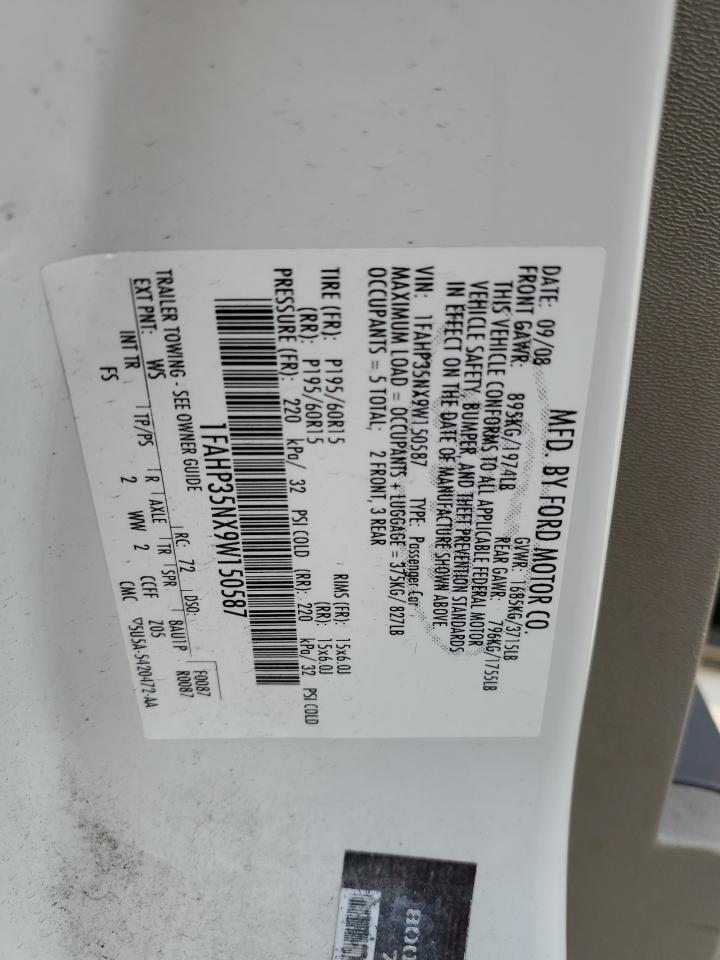 MFD. BY FORD MOTOR CO.
DATE: 09/08 GVWR: 1685KG/3715LB
FRONT GAWR: 895KG/1974LB REAR GAWR: 796KG/1755LB
THIS VEHICLE CONFORMS TO ALL APPLICABLE FEDERAL MOTOR
VEHICLE SAFETY, BUMPER, AND THEFT PREVENTION STANDARDS
IN EFFECT ON THE DATE OF MANUFACTURE SHOWN ABOVE
VIN: 1FAHP35NX9W150587 TYPE: Passenger Car
MAXIMUM LOAD = OCCUPANTS + LUGGAGE = 375KG/827LB
OCCUPANTS = 5 TOTAL; 2 FRONT, 3 REAR
TIRE (FR): P195/60R15 RIMS (FR): 15x6.0J
(RR): P195/60R15 (RR): 15x6.0J
PRESSURE (FR): 220 kPa/ 32 PSI COLD (RR): 220 kPa/ 32 PSI COLD
1FAHP35NX9W150587
TRAILER TOWING - SEE OWNER GUIDE
F0087
R0087
EXT PNT: WS RC: 72 DSO: 8AU1P
INT TR TP/PS R AXLE TR SPR
FS 2 WW 2 CCFF 205
CMC ▽5U5A-5420472-AA
800
7